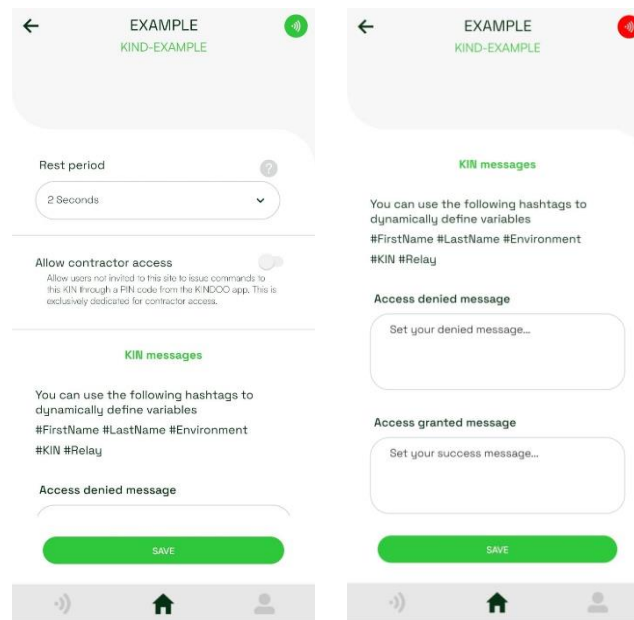 EXAMPLE
KIND-EXAMPLE
Rest period
?
2 Seconds
Allow contractor access
Allow users not invited to this site to issue commands to
this KIN through a PIN code from the KINDOO app. This is
exclusively dedicated for contractor access.
KIN messages
You can use the following hashtags to
dynamically define variables
#FirstName #LastName #Environment
#KIN #Relay
Access denied message
SAVE
EXAMPLE
KIND-EXAMPLE
KIN messages
You can use the following hashtags to
dynamically define variables
#FirstName #LastName #Environment
#KIN #Relay
Access denied message
Set your denied message...
Access granted message
Set your success message...
SAVE